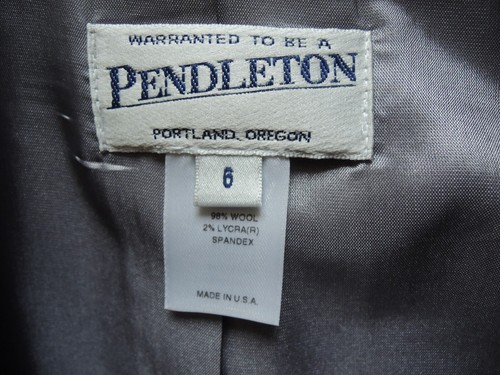 WARRANTED TO BE A
PENDLETON
PORTLAND, OREGON
6
98% WOOL
2% LYCRA(R)
SPANDEX
MADE IN U.S.A.